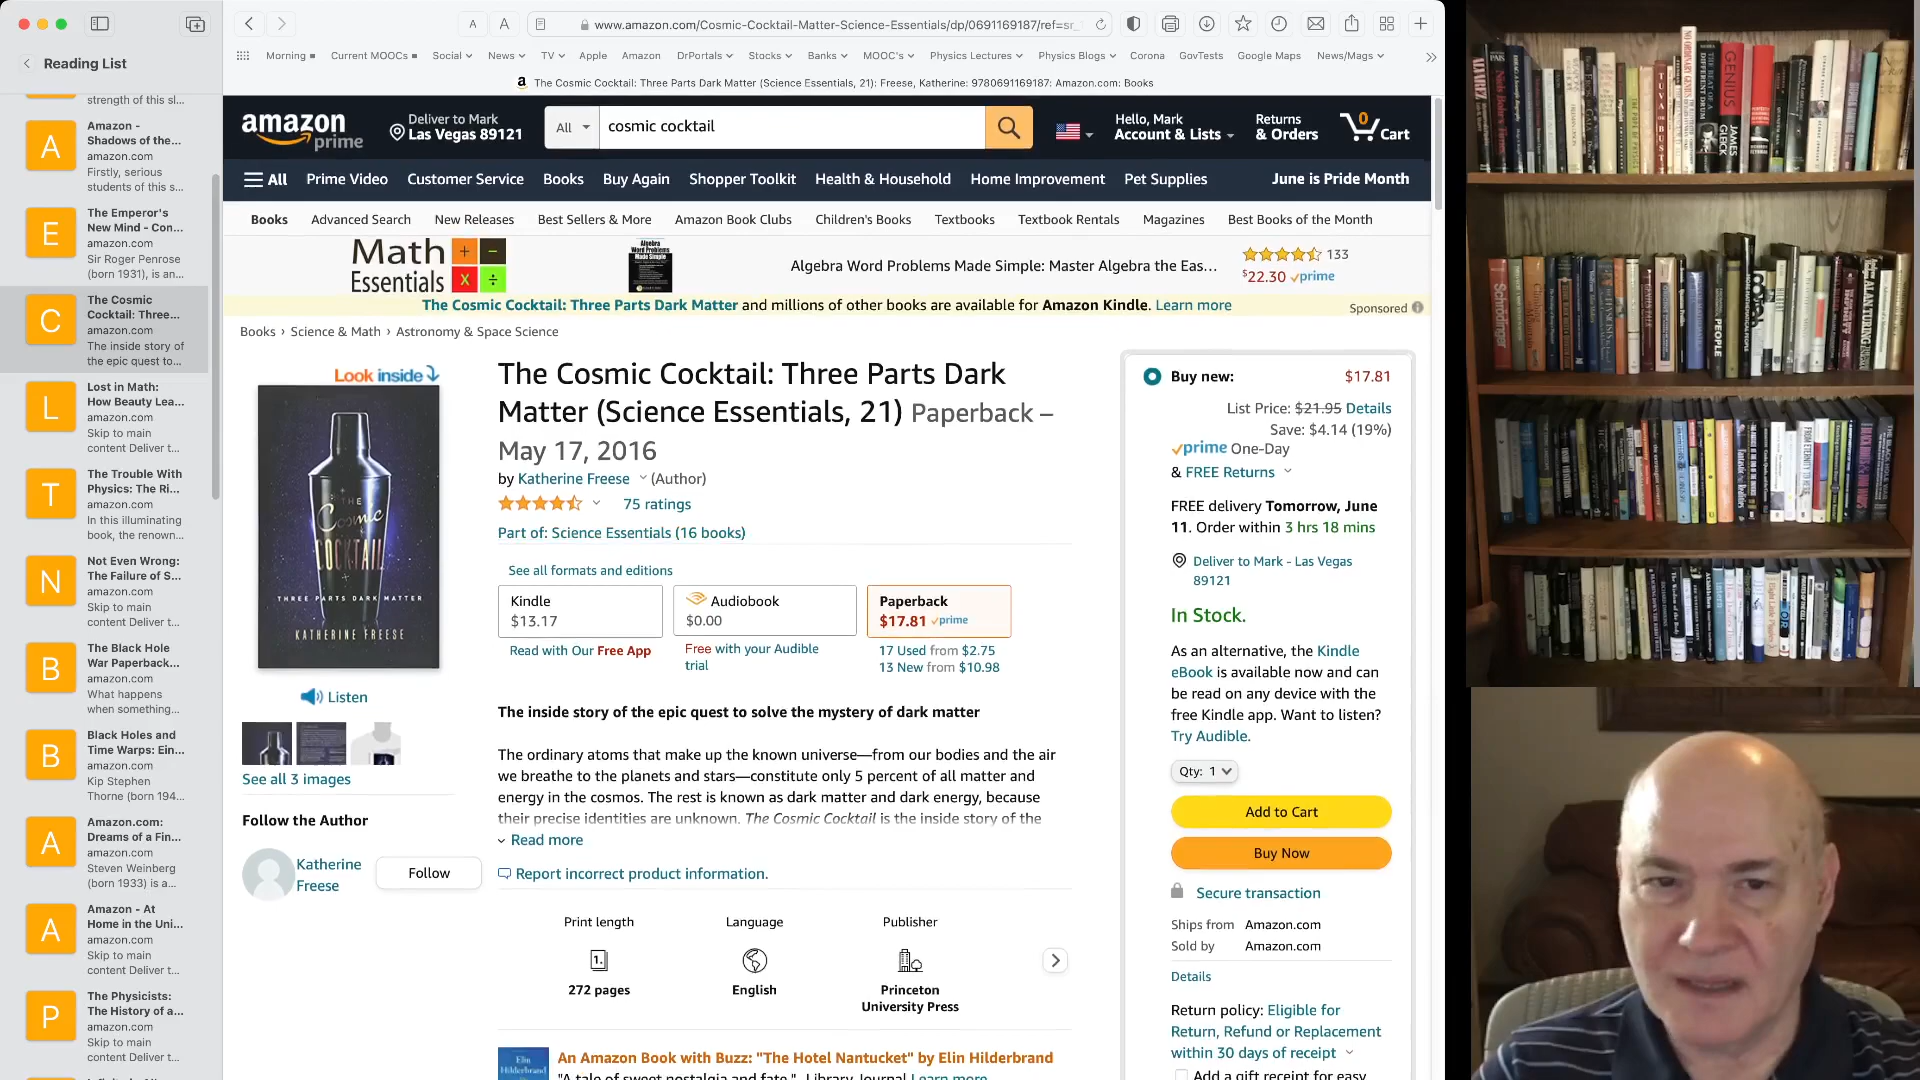 www.amazon.com/Cosmic-Cocktail-Matter-Science-Essentials/dp/0691169187/ref=sr_
A A
Reading List
Morning Current MOOCs Social News TV Apple Amazon DrPortals Stocks Banks MOOC's Physics Lectures Physics Blogs Corona GovTests Google Maps News/Mags
The Cosmic Cocktail: Three Parts Dark Matter (Science Essentials, 21): Freese, Katherine: 9780691169187: Amazon.com: Books
strength of this sl...
A
Amazon -
Shadows of the...
amazon.com
Firstly, serious
students of this s...
E
The Emperor's
New Mind - Con...
amazon.com
Sir Roger Penrose
(born 1931), is an...
C
The Cosmic
Cocktail: Three...
amazon.com
The inside story of
the epic quest to...
L
Lost in Math:
How Beauty Lea...
amazon.com
Skip to main
content Deliver t...
T
The Trouble With
Physics: The Ri...
amazon.com
In this illuminating
book, the renown...
N
Not Even Wrong:
The Failure of S...
amazon.com
Skip to main
content Deliver t...
B
The Black Hole
War Paperback...
amazon.com
What happens
when something...
B
Black Holes and
Time Warps: Ein...
amazon.com
Kip Stephen
Thorne (born 194...
A
Amazon.com:
Dreams of a Fin...
amazon.com
Steven Weinberg
(born 1933) is a...
A
Amazon - At
Home in the Uni...
amazon.com
Skip to main
content Deliver t...
P
The Physicists:
The History of a...
amazon.com
Skip to main
content Deliver t...
amazon
prime
Deliver to Mark
Las Vegas 89121
All
cosmic cocktail
Hello, Mark
Account & Lists
Returns
& Orders
0
Cart
All Prime Video Customer Service Books Buy Again Shopper Toolkit Health & Household Home Improvement Pet Supplies June is Pride Month
Books Advanced Search New Releases Best Sellers & More Amazon Book Clubs Children's Books Textbooks Textbook Rentals Magazines Best Books of the Month
Math
Essentials
+ −
X ÷
Algebra
Word Problems
Made Simple
Algebra Word Problems Made Simple: Master Algebra the Eas...
133
$22.30 prime
The Cosmic Cocktail: Three Parts Dark Matter and millions of other books are available for Amazon Kindle. Learn more
Sponsored
Books › Science & Math › Astronomy & Space Science
Look inside
THE
Cosmic
COCKTAIL
THREE PARTS DARK MATTER
KATHERINE FREESE
Listen
See all 3 images
Follow the Author
Katherine
Freese
Follow
The Cosmic Cocktail: Three Parts Dark
Matter (Science Essentials, 21) Paperback –
May 17, 2016
by Katherine Freese (Author)
75 ratings
Part of: Science Essentials (16 books)
See all formats and editions
Kindle
$13.17
Read with Our Free App
Audiobook
$0.00
Free with your Audible
trial
Paperback
$17.81 prime
17 Used from $2.75
13 New from $10.98
The inside story of the epic quest to solve the mystery of dark matter
The ordinary atoms that make up the known universe—from our bodies and the air
we breathe to the planets and stars—constitute only 5 percent of all matter and
energy in the cosmos. The rest is known as dark matter and dark energy, because
their precise identities are unknown. The Cosmic Cocktail is the inside story of the
Read more
Report incorrect product information.
Print length
1.
272 pages
Language
English
Publisher
Princeton
University Press
Elin
Hilderbrand
An Amazon Book with Buzz: "The Hotel Nantucket" by Elin Hilderbrand
"A tale of sweet nostalgia and fate." –Library Journal Learn more
Buy new: $17.81
List Price: $21.95 Details
Save: $4.14 (19%)
prime One-Day
& FREE Returns
FREE delivery Tomorrow, June
11. Order within 3 hrs 18 mins
Deliver to Mark - Las Vegas
89121
In Stock.
As an alternative, the Kindle
eBook is available now and can
be read on any device with the
free Kindle app. Want to listen?
Try Audible.
Qty: 1
Add to Cart
Buy Now
Secure transaction
Ships from Amazon.com
Sold by Amazon.com
Details
Return policy: Eligible for
Return, Refund or Replacement
within 30 days of receipt
Add a gift receipt for easy
GENIUS
JAMES
GLECK
TUVA OR BUST!
Schrödinger